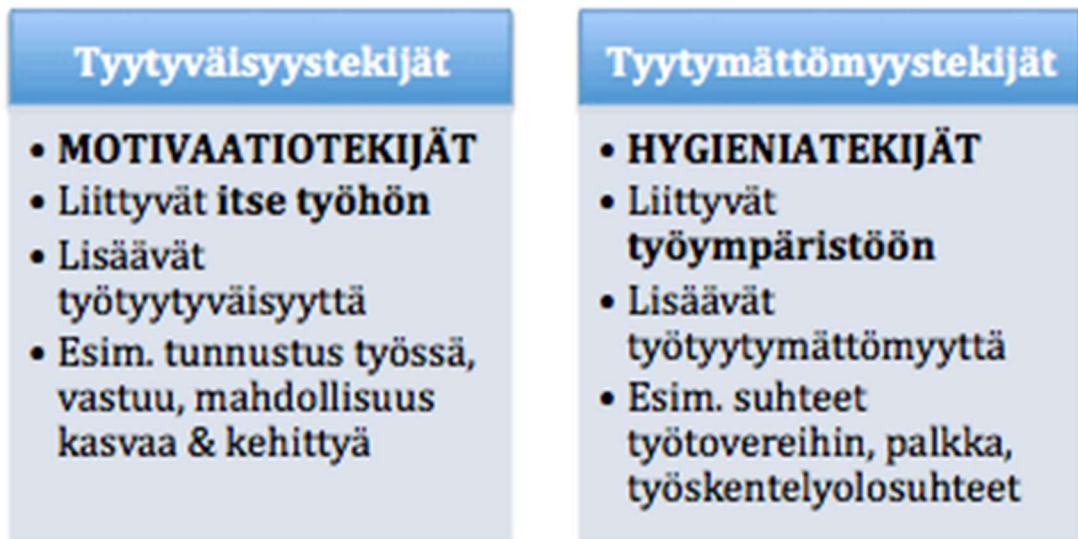 Tyytyväisyystekijät
• MOTIVAATIOTEKIJÄT
• Liittyvät itse työhön
• Lisäävät
työtyytyväisyyttä
• Esim. tunnustus työssä,
vastuu, mahdollisuus
kasvaa & kehittyä
Tyytymättömyystekijät
• HYGIENIATEKIJÄT
• Liittyvät
työympäristöön
• Lisäävät
työtyytymättömyyttä
• Esim. suhteet
työtovereihin, palkka,
työskentelyolosuhteet